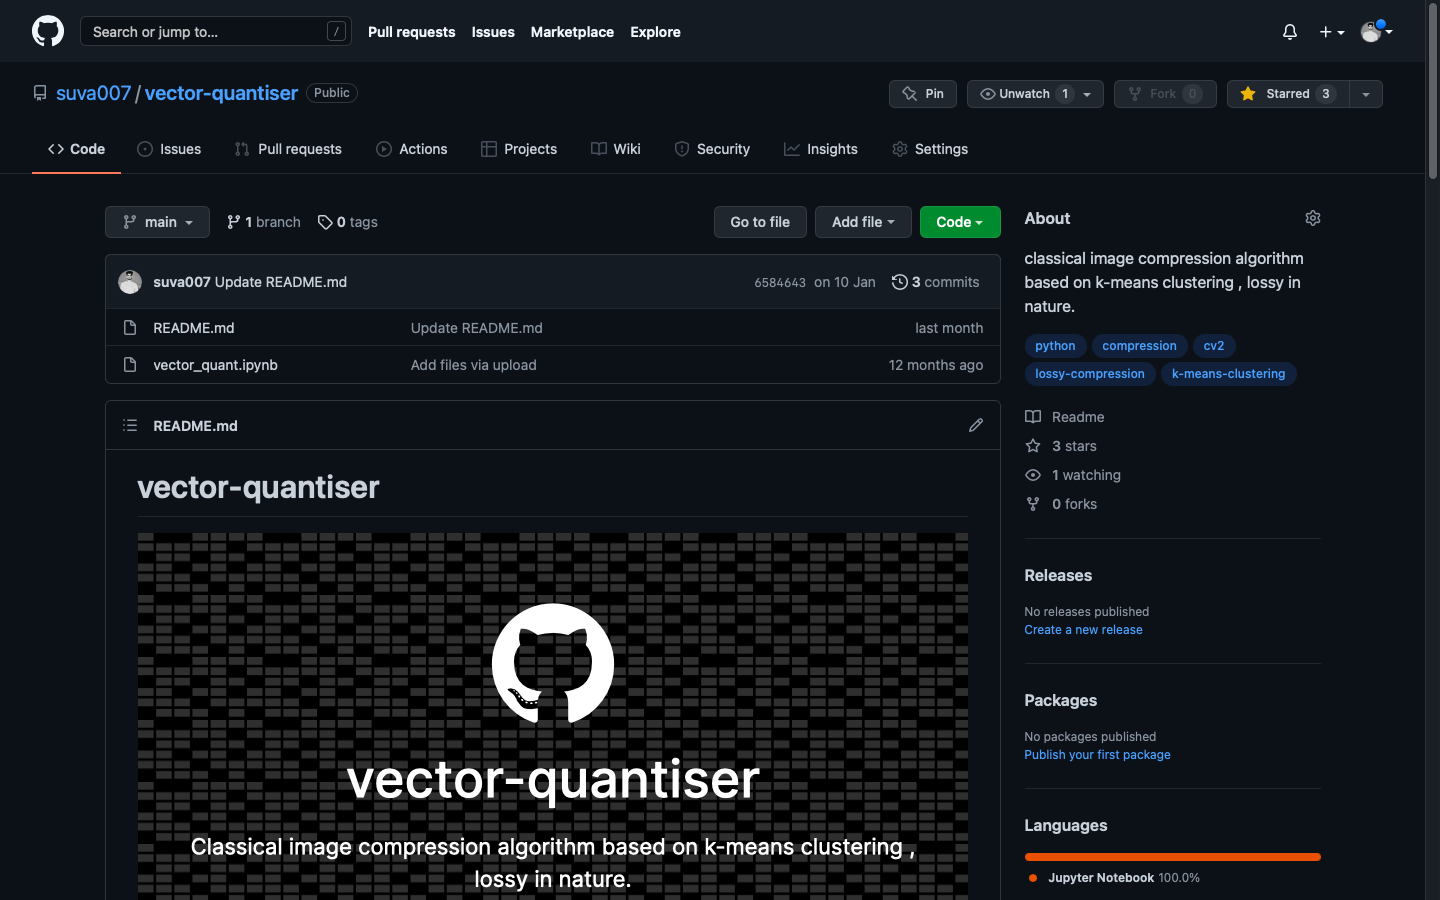 Search or jump to... /
Pull requests Issues Marketplace Explore
suva007 / vector-quantiser Public
Pin Unwatch 1 Fork 0 Starred 3
Code Issues Pull requests Actions Projects Wiki Security Insights Settings
main 1 branch 0 tags Go to file Add file Code
suva007 Update README.md 6584643 on 10 Jan 3 commits
README.md Update README.md last month
vector_quant.ipynb Add files via upload 12 months ago
README.md
vector-quantiser
vector-quantiser
Classical image compression algorithm based on k-means clustering ,
lossy in nature.
About
classical image compression algorithm
based on k-means clustering , lossy in
nature.
python compression cv2
lossy-compression k-means-clustering
Readme
3 stars
1 watching
0 forks
Releases
No releases published
Create a new release
Packages
No packages published
Publish your first package
Languages
Jupyter Notebook 100.0%